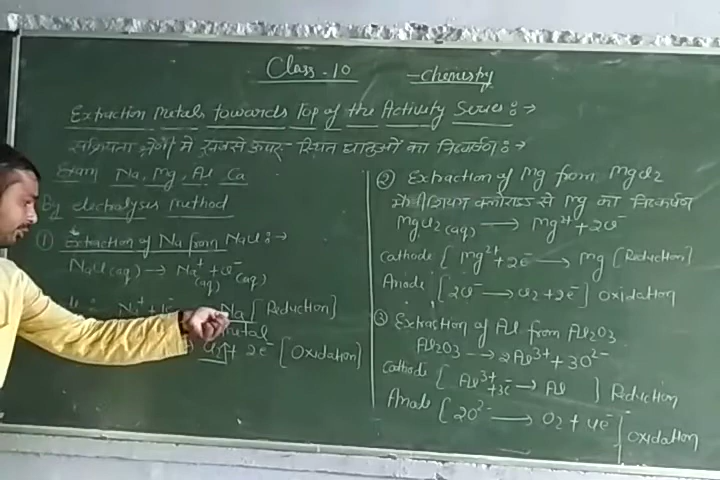 Class - 10 - Chemistry
Extraction Metals towards Top of the Activity Series :→
सक्रियता श्रेणी में सबसे ऊपर स्थित धातुओं का निष्कर्षण :→
Na, Mg, Al, Ca
By electrolyses method
① Extraction of Na from NaCl :→
NaCl(aq) → Na⁺(aq) + Cl⁻(aq)
Na [Reduction]
metal
Cl₂↑ + 2e⁻ [Oxidation]
② Extraction of Mg from MgCl2
मैग्नीशियम क्लोराइड से Mg का निष्कर्षण
MgCl2 (aq) → Mg²⁺ + 2Cl⁻
Cathode [Mg²⁺ + 2e⁻ → Mg [Reduction]
Anode [2Cl⁻ → Cl2 + 2e⁻] Oxidation
③ Extraction of Al from Al2O3
Al2O3 → 2Al³⁺ + 3O²⁻
Cathode [Al³⁺ + 3e⁻ → Al ] Reduction
Anode [2O²⁻ → O2 + 4e⁻] Oxidation